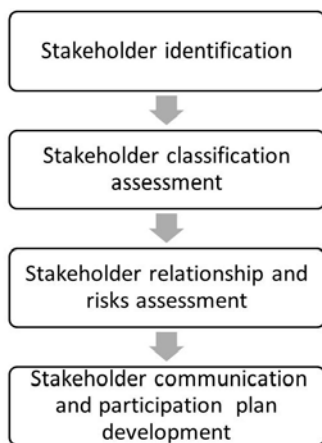 Stakeholder identification
Stakeholder classification
assessment
Stakeholder relationship and
risks assessment
Stakeholder communication
and participation plan
development